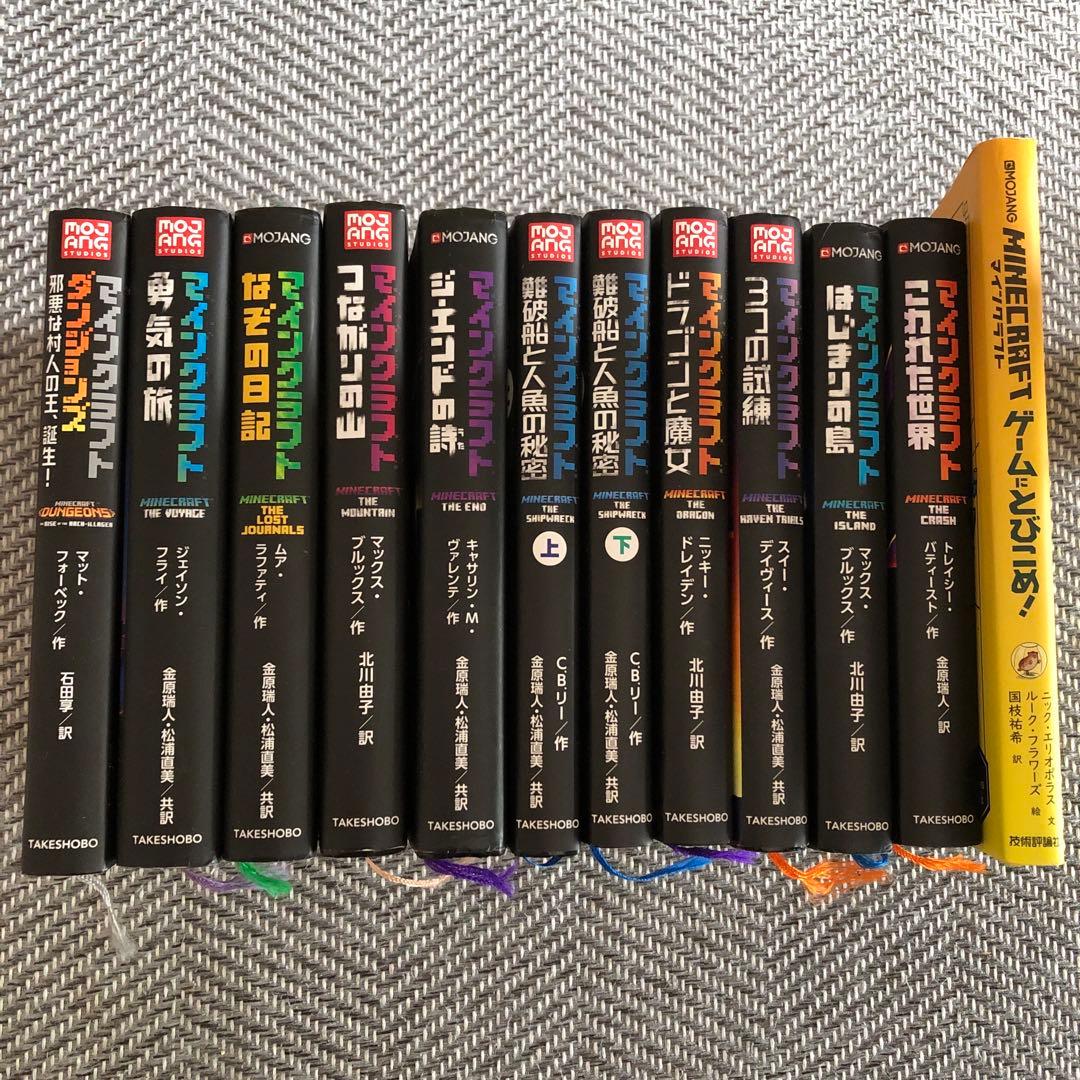 MOJANG STUDIOS
マインクラフト
ダンジョンズ
邪悪な村人の王、誕生！
MINECRAFT
DUNGEONS
THE RISE OF THE ARCH-ILLAGER
マット・
フォーベック／作
石田享／訳
TAKESHOBO
MOJANG STUDIOS
マインクラフト
勇気の旅
MINECRAFT
THE VOYAGE
ジェイソン・
フライ／作
金原瑞人・松浦直美／共訳
TAKESHOBO
MOJANG
マインクラフト
なぞの日記
MINECRAFT
THE LOST
JOURNALS
ムア・
ラファティ／作
金原瑞人・松浦直美／共訳
TAKESHOBO
MOJANG STUDIOS
マインクラフト
つながりの山
MINECRAFT
THE
MOUNTAIN
マックス・
ブルックス／作
北川由子／訳
TAKESHOBO
MOJANG
マインクラフト
ジ・エンドの詩
MINECRAFT
THE END
キャサリン・M・
ヴァレンテ／作
金原瑞人・松浦直美／共訳
TAKESHOBO
MOJANG STUDIOS
マインクラフト
難破船と人魚の秘密
MINECRAFT
THE
SHIPWRECK
上
C.B.リー／作
金原瑞人・松浦直美／共訳
TAKESHOBO
MOJANG STUDIOS
マインクラフト
難破船と人魚の秘密
MINECRAFT
THE
SHIPWRECK
下
C.B.リー／作
金原瑞人・松浦直美／共訳
TAKESHOBO
MOJANG STUDIOS
マインクラフト
ドラゴンと魔女
MINECRAFT
THE
DRAGON
ニッキー・
ドレイデン／作
北川由子／訳
TAKESHOBO
MOJANG STUDIOS
マインクラフト
3つの試練
MINECRAFT
THE
HAVEN TRIALS
スイー・
デイヴィース／作
金原瑞人・松浦直美／共訳
TAKESHOBO
MOJANG
マインクラフト
はじまりの島
MINECRAFT
THE
ISLAND
マックス・
ブルックス／作
北川由子／訳
TAKESHOBO
MOJANG
マインクラフト
こわれた世界
MINECRAFT
THE
CRASH
トレイシー・
バティースト／作
金原瑞人／訳
TAKESHOBO
MOJANG
MINECRAFT
マインクラフト
ゲームにとびこめ！
ニック・エリオポラス 文
ルーク・フラワーズ 絵
国枝祐希 訳
技術評論社